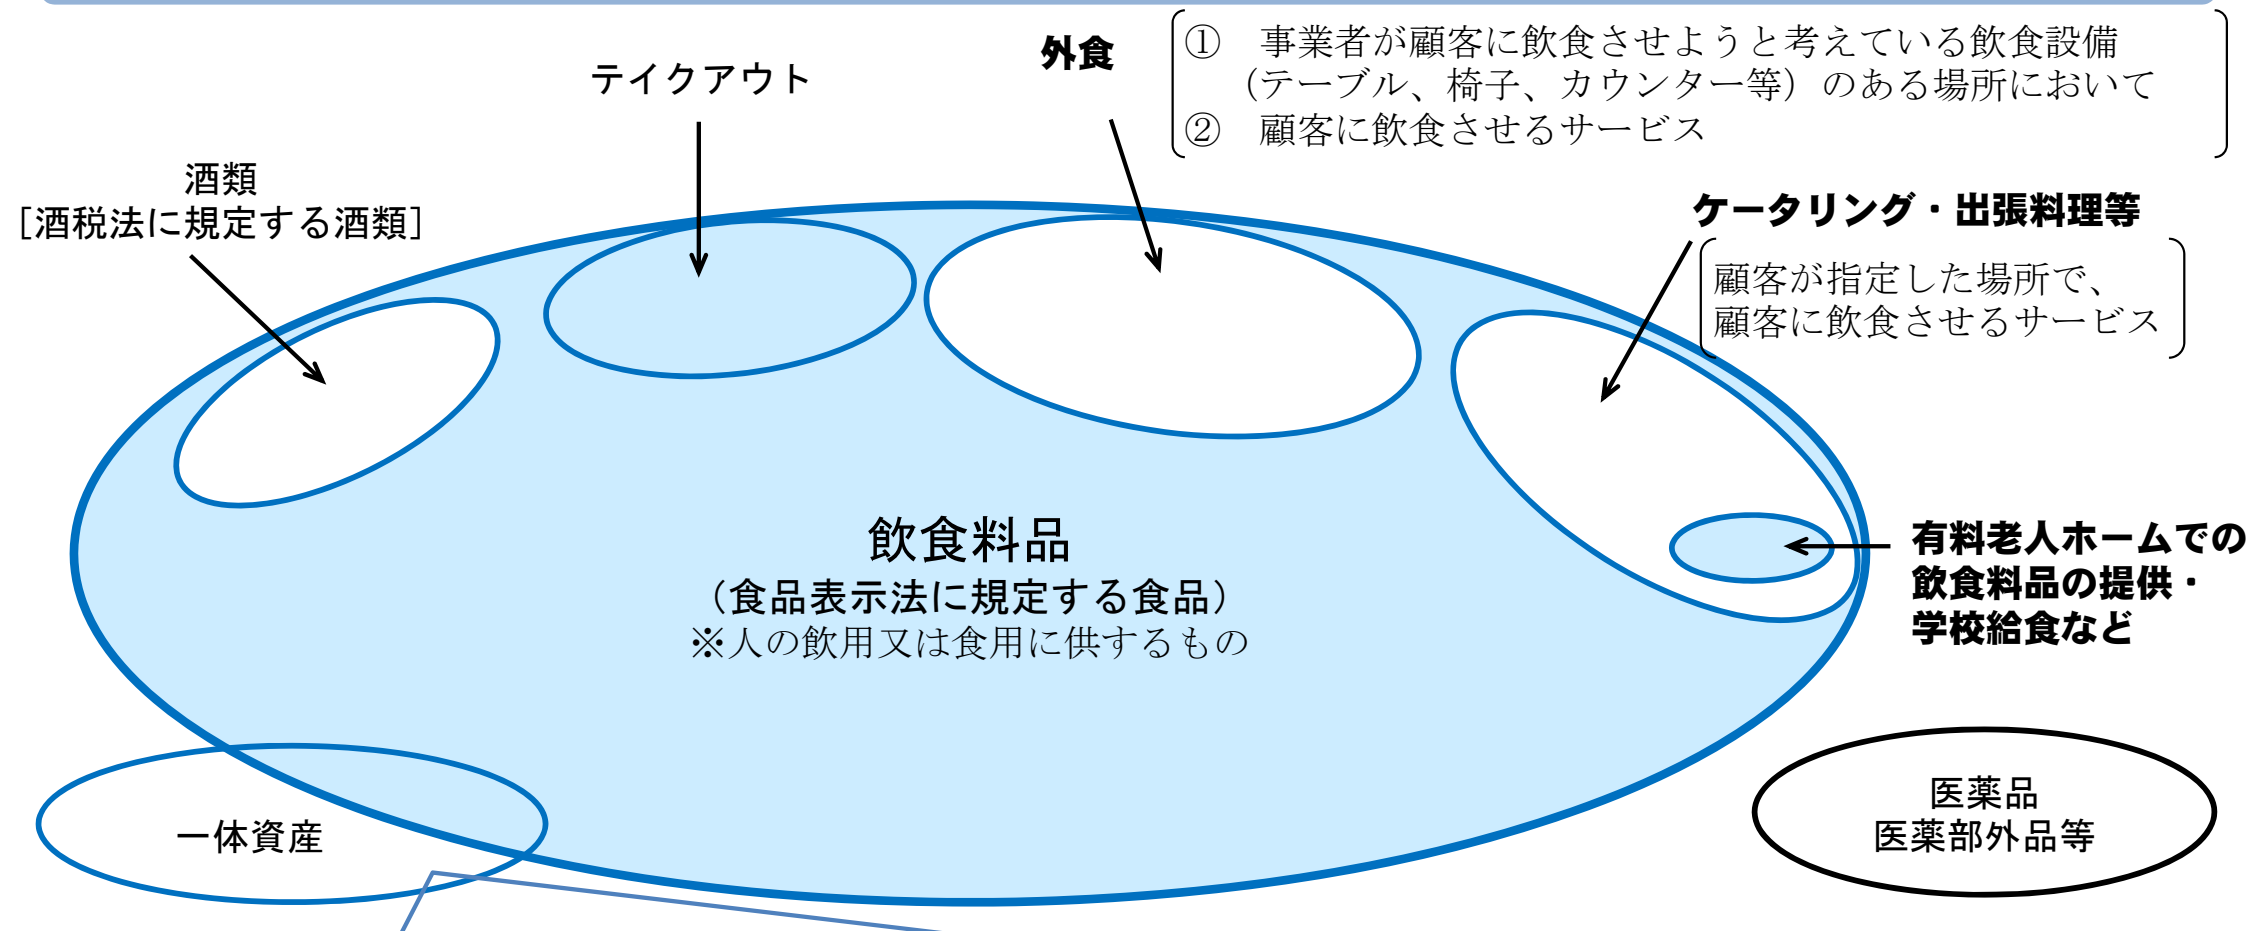 外食
① 事業者が顧客に飲食させようと考えている飲食設備
(テーブル、椅子、カウンター等)のある場所において
② 顧客に飲食させるサービス
テイクアウト
酒類
[酒税法に規定する酒類]
ケータリング・出張料理等
顧客が指定した場所で、
顧客に飲食させるサービス
飲食料品
(食品表示法に規定する食品)
※人の飲用又は食用に供するもの
有料老人ホームでの
飲食料品の提供・
学校給食など
一体資産
医薬品
医薬部外品等